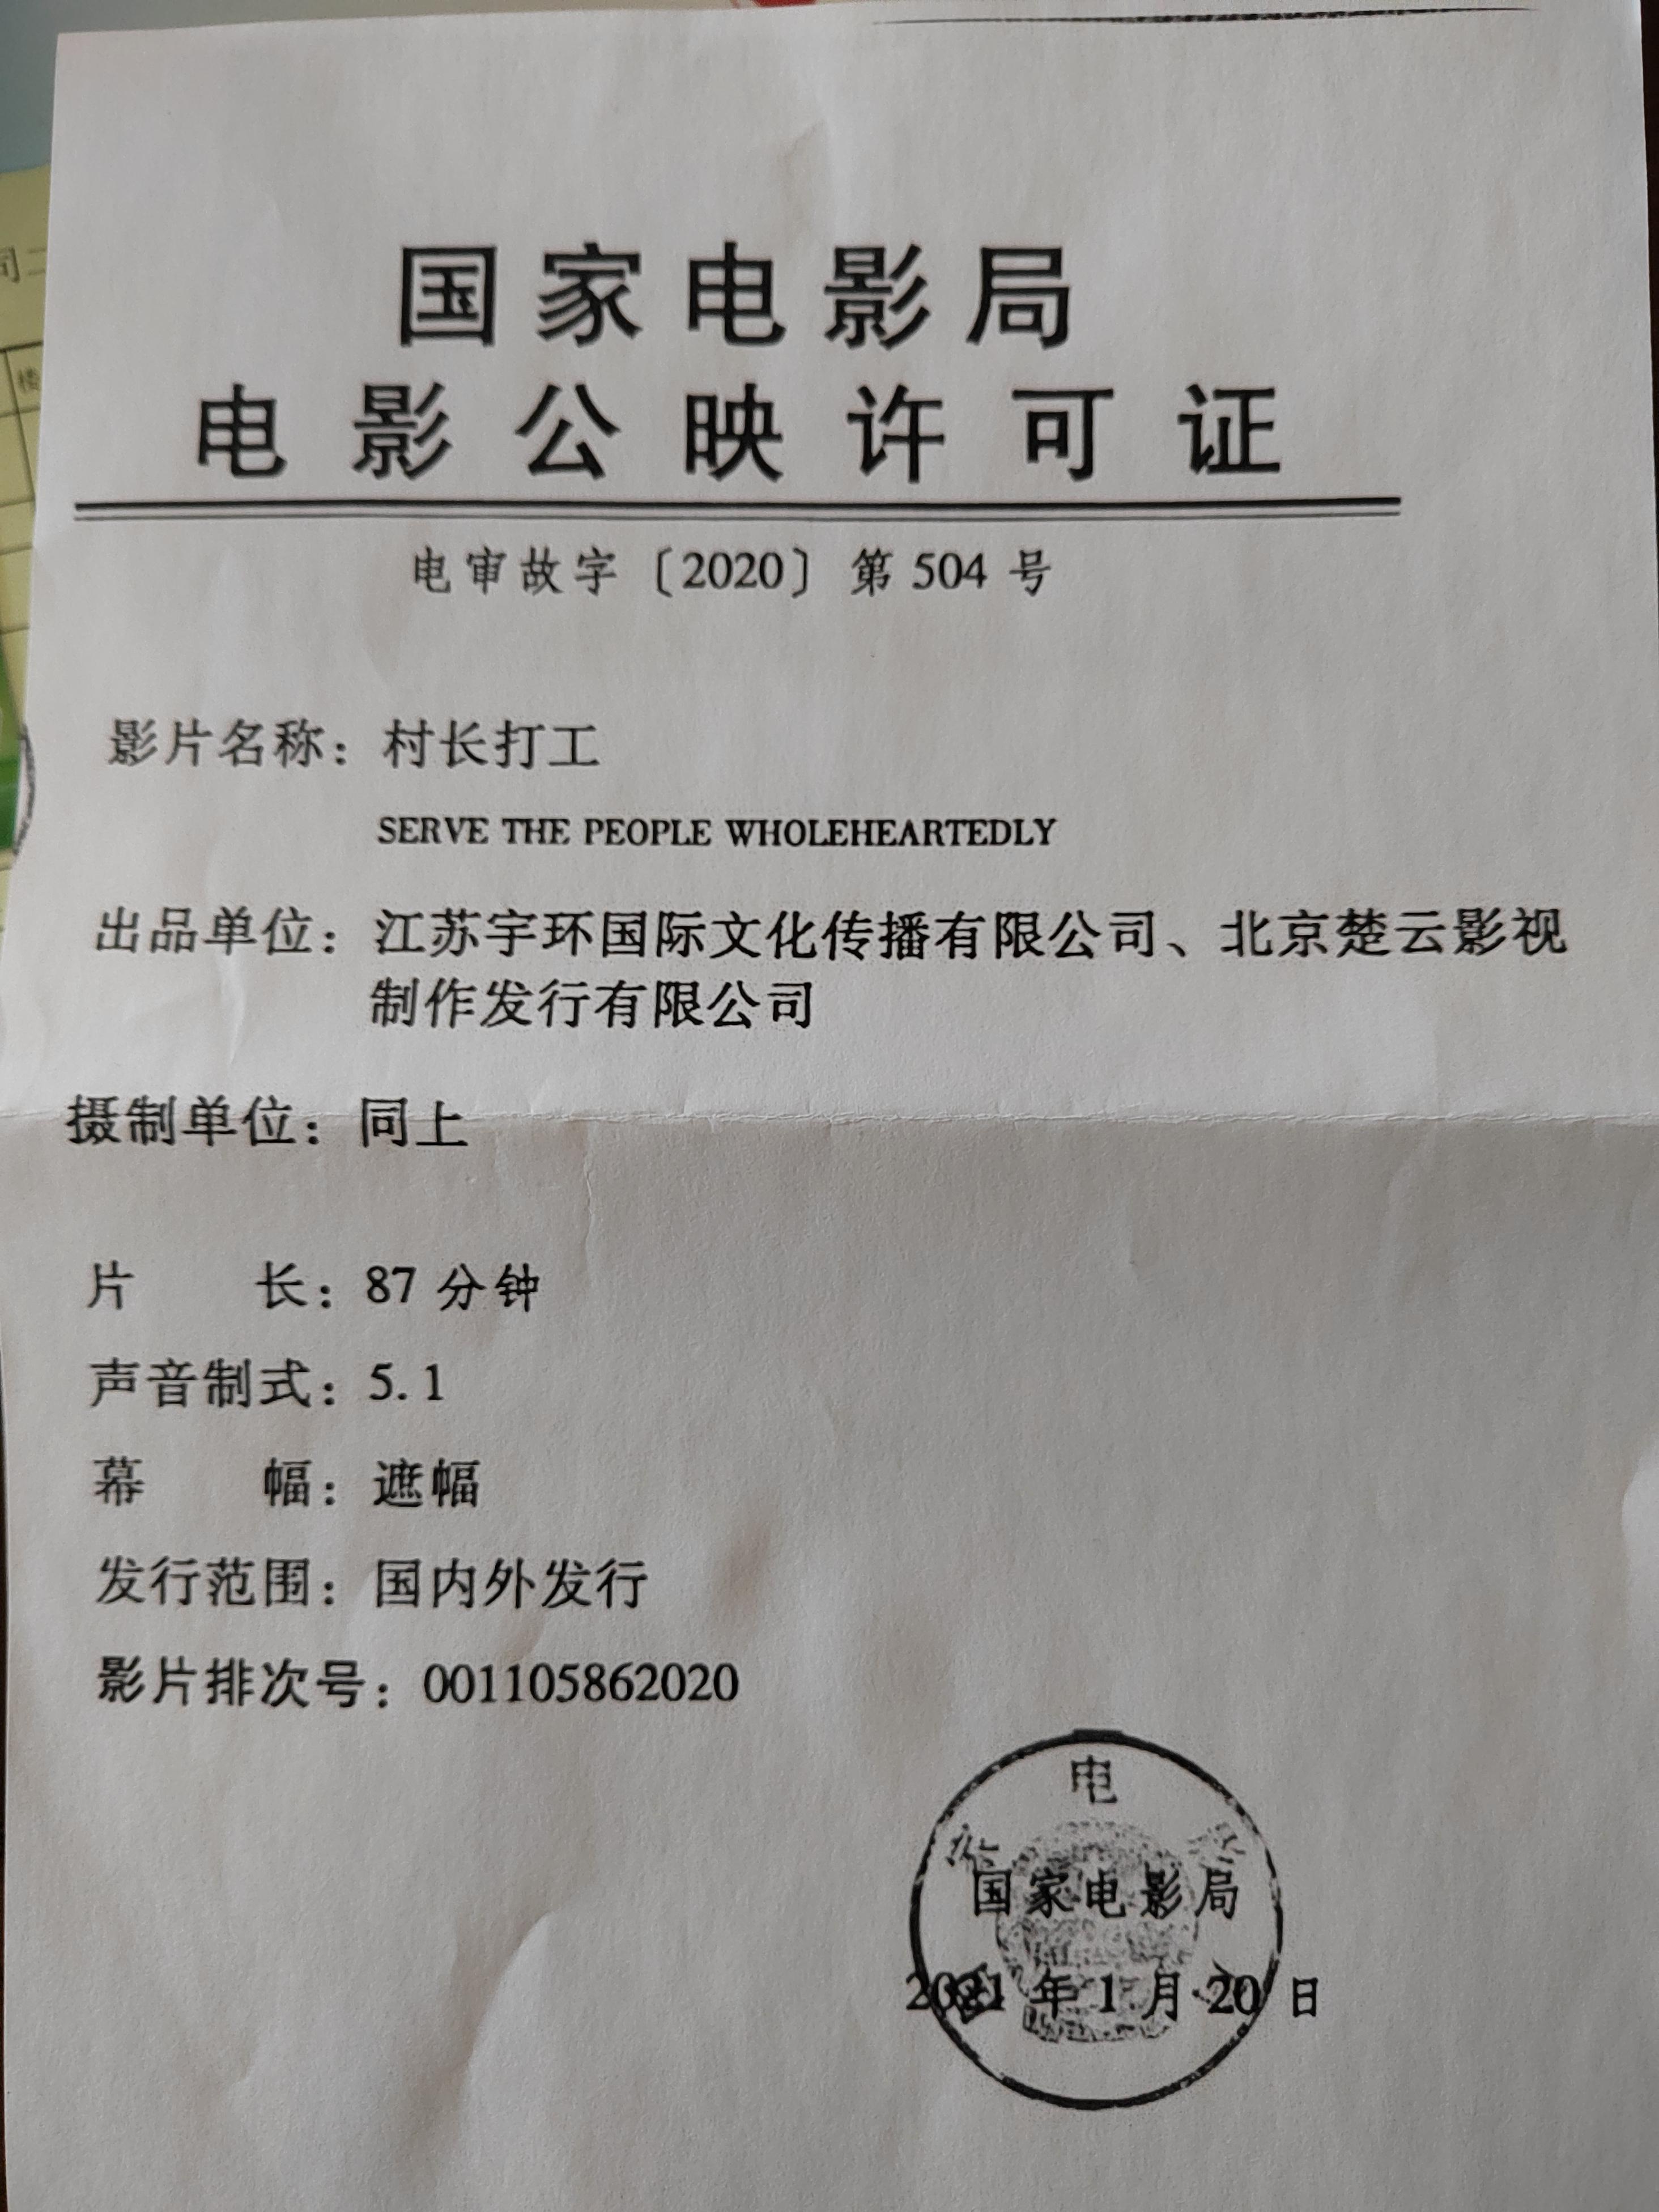 国家电影局
电影公映许可证
电审故字〔2020〕第 504 号
影片名称：村长打工
SERVE THE PEOPLE WHOLEHEARTEDLY
出品单位：江苏宇环国际文化传播有限公司、北京楚云影视
制作发行有限公司
摄制单位：同上
片 长：87 分钟
声音制式：5.1
幕 幅：遮幅
发行范围：国内外发行
影片排次号：001105862020
电
国家电影局
2021 年 1 月 20 日